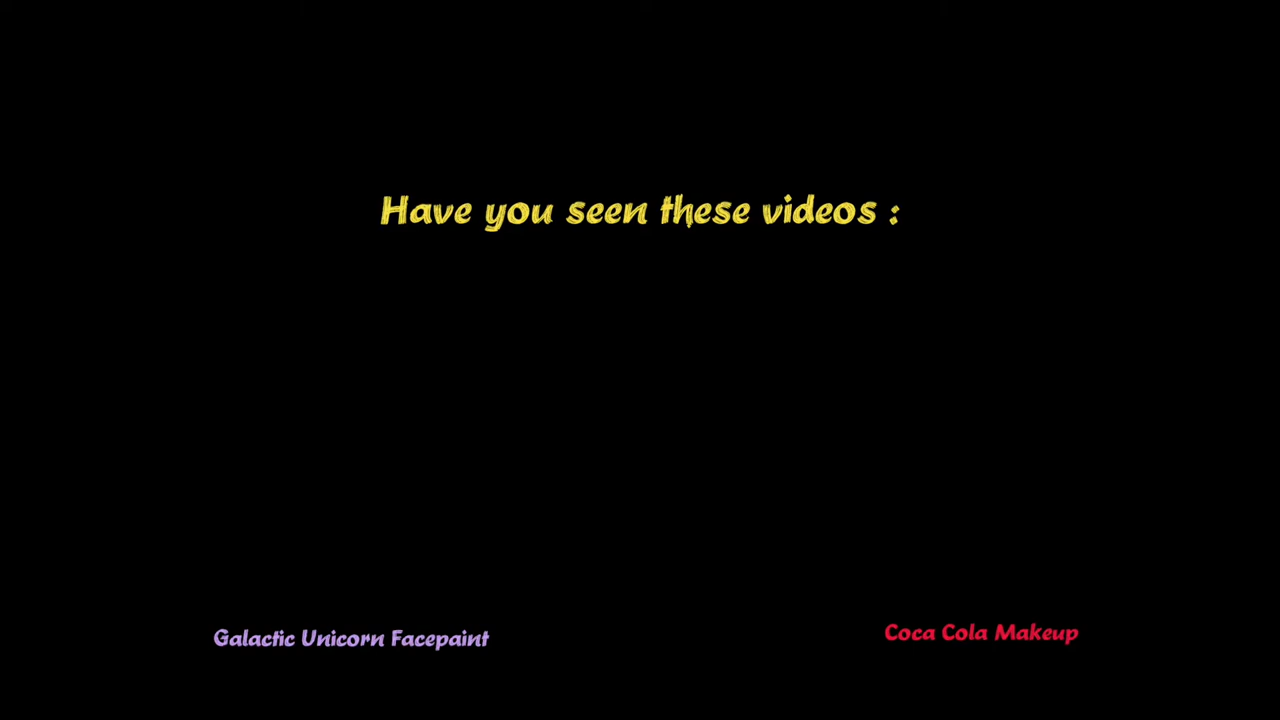 Have you seen these videos :
Galactic Unicorn Facepaint
Coca Cola Makeup